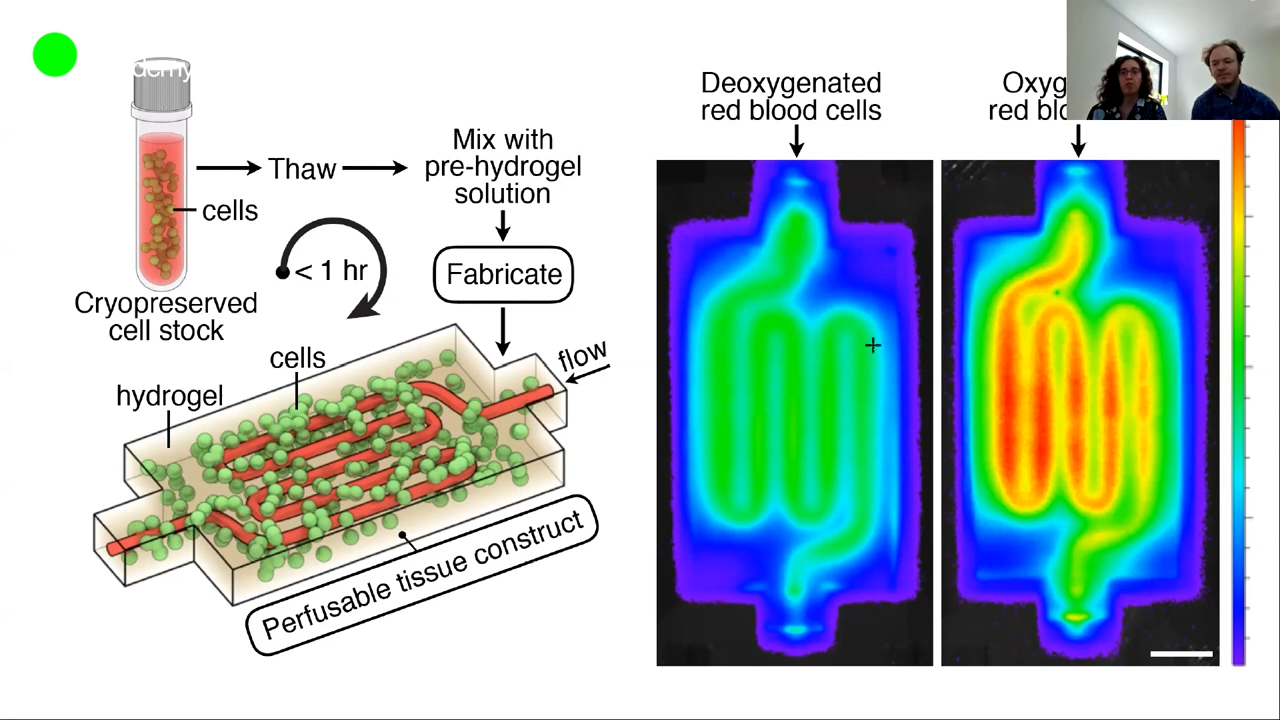 cells
Cryopreserved
cell stock
Thaw
Mix with
pre-hydrogel
solution
< 1 hr
Fabricate
cells
hydrogel
flow
Perfusable tissue construct
Deoxygenated
red blood cells
red